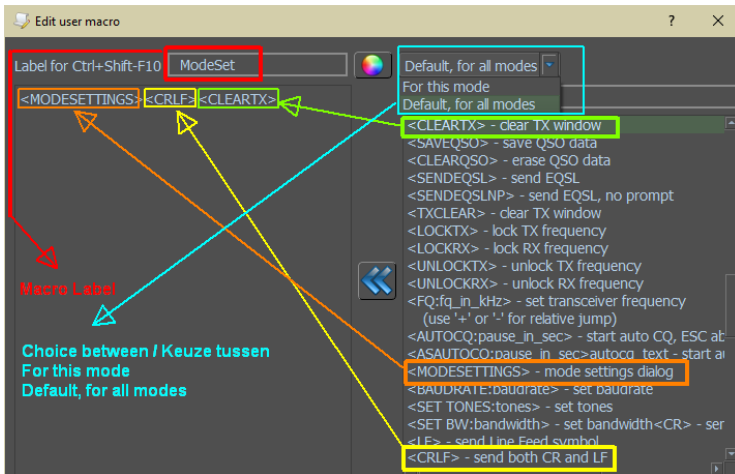 Edit user macro
Label for Ctrl+Shift-F10
ModeSet
Default, for all modes
For this mode
Default, for all modes
<MODESETTINGS><CRLF><CLEARTX>
<CLEARTX> - clear TX window
<SAVEQSO> - save QSO data
<CLEARQSO> - erase QSO data
<SENDEQSL> - send EQSL
<SENDEQSLNP> - send EQSL, no prompt
<TXCLEAR> - clear TX window
<LOCKTX> - lock TX frequency
<LOCKRX> - lock RX frequency
<UNLOCKTX> - unlock TX frequency
<UNLOCKRX> - unlock RX frequency
<FQ:fq_in_kHz> - set transceiver frequency
(use '+' or '-' for relative jump)
<AUTOCQ:pause_in_sec> - start auto CQ, ESC ab
<ASAUTOCQ:pause_in_sec>autocq_text - start au
<MODESETTINGS> - mode settings dialog
<BAUDRATE:baudrate> - set baudrate
<SET TONES:tones> - set tones
<SET BW:bandwidth> - set bandwidth<CR> - ser
<LF> - send Line Feed symbol
<CRLF> - send both CR and LF
Macro Label
Choice between / Keuze tussen
For this mode
Default, for all modes